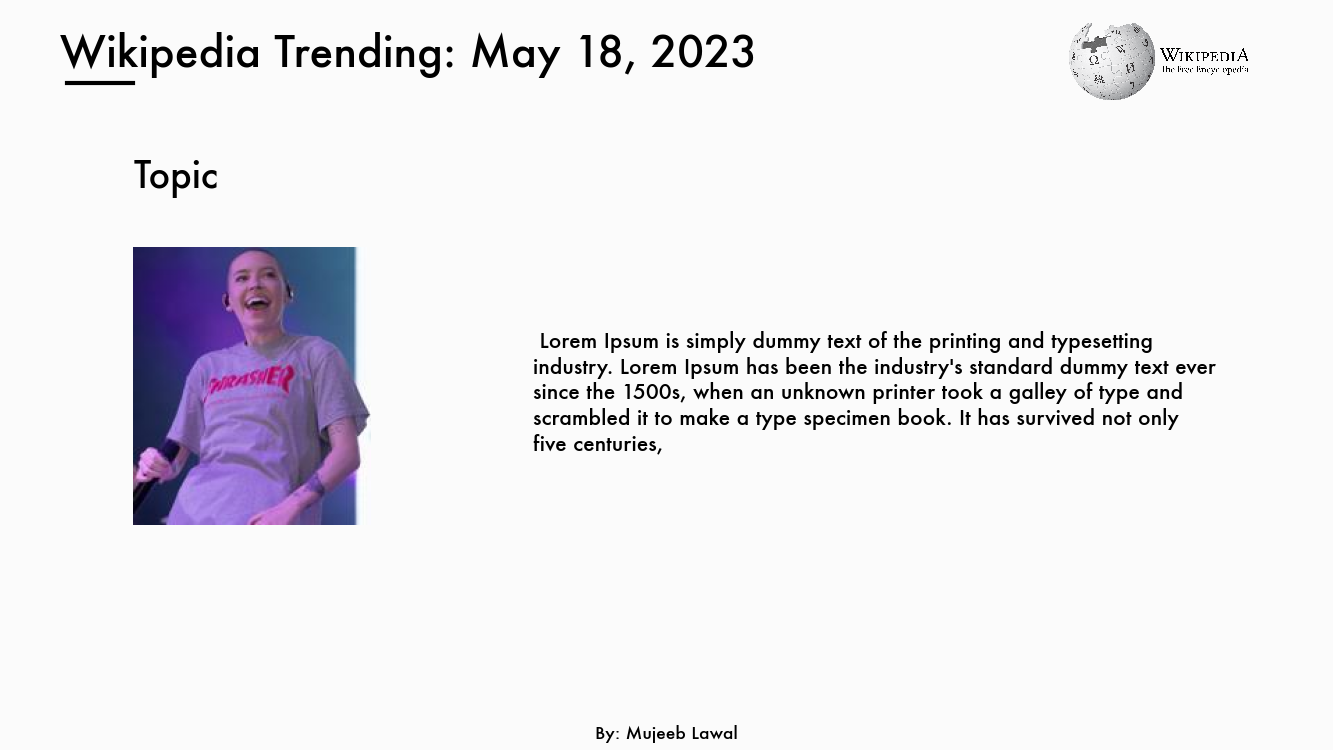 Wikipedia Trending: May 18, 2023
WIKIPEDIA
The Free Encyclopedia
Topic
THRASHER
Lorem Ipsum is simply dummy text of the printing and typesetting
industry. Lorem Ipsum has been the industry's standard dummy text ever
since the 1500s, when an unknown printer took a galley of type and
scrambled it to make a type specimen book. It has survived not only
five centuries,
By: Mujeeb Lawal